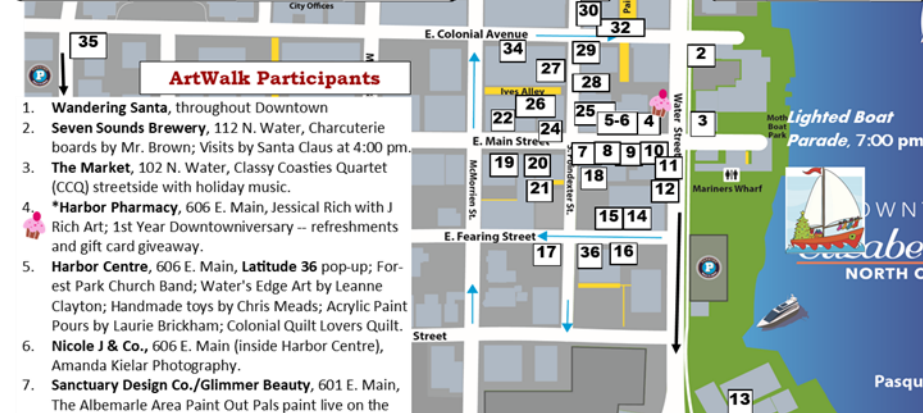 City Offices
30
Pai
32
E. Colonial Avenue
35
34
29
2
27
28
Ives Alley
26
25
22
5-6
4
3
24
Water Street
Moth Boat Park
Lighted Boat
Parade, 7:00 pm
E. Main Street
7
8
9
10
11
19
20
18
12
21
McMorrine St.
S. Poindexter St.
Mariners Wharf
15
14
E. Fearing Street
17
36
16
OWN
Elizabe
NORTH C
Street
Pasqu
13
P
P
ArtWalk Participants
1. Wandering Santa, throughout Downtown
2. Seven Sounds Brewery, 112 N. Water, Charcuterie
boards by Mr. Brown; Visits by Santa Claus at 4:00 pm.
3. The Market, 102 N. Water, Classy Coasties Quartet
(CCQ) streetside with holiday music.
4. *Harbor Pharmacy, 606 E. Main, Jessical Rich with J
Rich Art; 1st Year Downtowniversary -- refreshments
and gift card giveaway.
5. Harbor Centre, 606 E. Main, Latitude 36 pop-up; For-
est Park Church Band; Water's Edge Art by Leanne
Clayton; Handmade toys by Chris Meads; Acrylic Paint
Pours by Laurie Brickham; Colonial Quilt Lovers Quilt.
6. Nicole J & Co., 606 E. Main (inside Harbor Centre),
Amanda Kielar Photography.
7. Sanctuary Design Co./Glimmer Beauty, 601 E. Main,
The Albemarle Area Paint Out Pals paint live on the